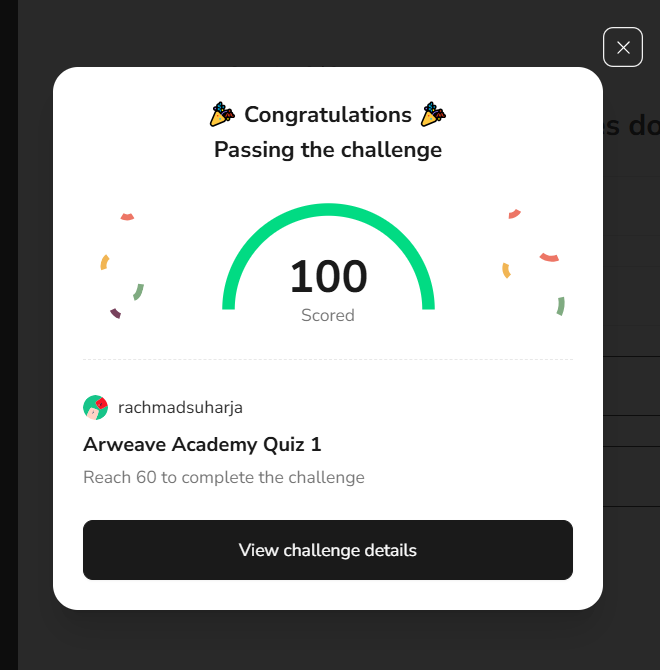 Congratulations
Passing the challenge
100
Scored
rachmadsuharja
Arweave Academy Quiz 1
Reach 60 to complete the challenge
View challenge details